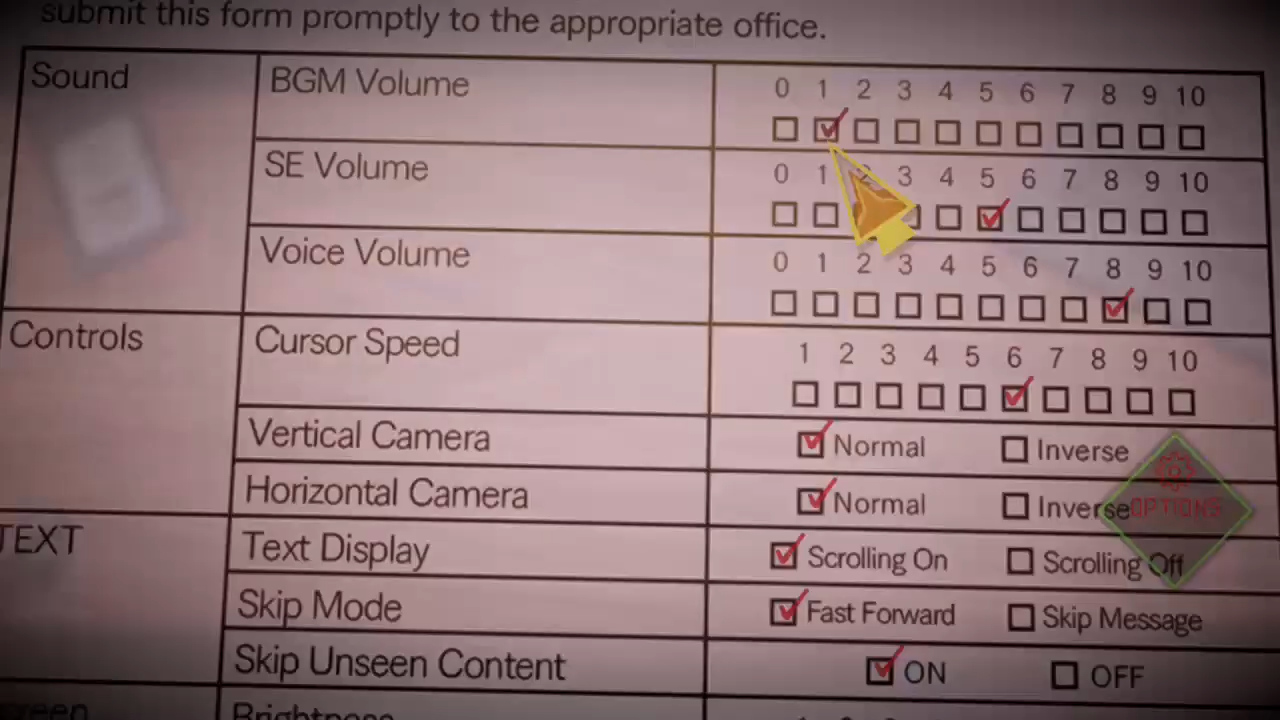 submit this form promptly to the appropriate office.
Sound
BGM Volume
0 1 2 3 4 5 6 7 8 9 10
SE Volume
0 1 2 3 4 5 6 7 8 9 10
Voice Volume
0 1 2 3 4 5 6 7 8 9 10
Controls
Cursor Speed
1 2 3 4 5 6 7 8 9 10
Vertical Camera
Normal Inverse
Horizontal Camera
Normal Inverse
OPTIONS
TEXT
Text Display
Scrolling On Scrolling Off
Skip Mode
Fast Forward Skip Message
Skip Unseen Content
ON OFF
Brightness